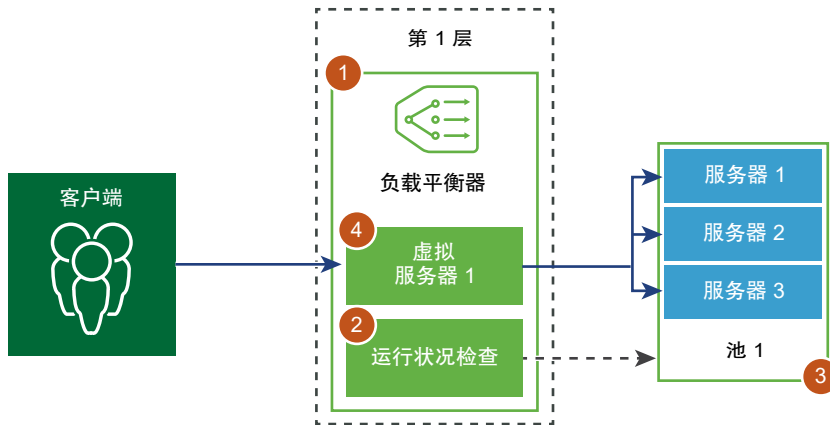 第 1 层
1
负载平衡器
客户端
4
虚拟
服务器 1
2
运行状况检查
服务器 1
服务器 2
服务器 3
池 1
3